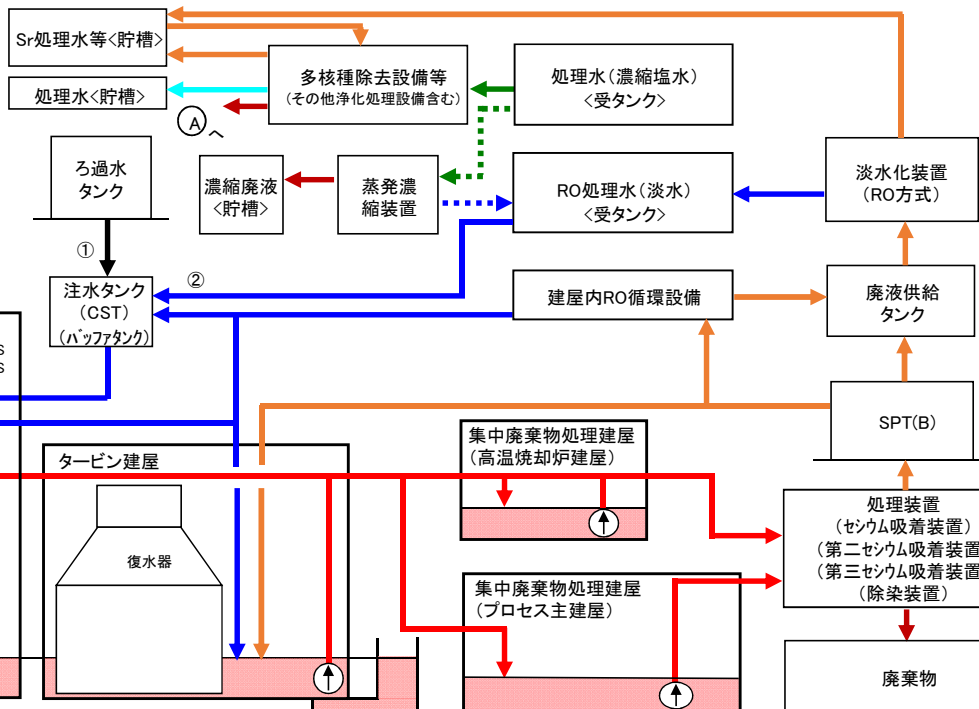 Sr処理水等<貯槽>
処理水<貯槽>
多核種除去設備等
(その他浄化処理設備含む)
Ⓐへ
処理水(濃縮塩水)
<受タンク>
ろ過水
タンク
濃縮廃液
<貯槽>
蒸発濃
縮装置
RO処理水(淡水)
<受タンク>
淡水化装置
(RO方式)
①
②
注水タンク
(CST)
(バッファタンク)
建屋内RO循環設備
廃液供給
タンク
S
S
SPT(B)
タービン建屋
復水器
集中廃棄物処理建屋
(高温焼却炉建屋)
集中廃棄物処理建屋
(プロセス主建屋)
処理装置
(セシウム吸着装置)
(第二セシウム吸着装置
(第三セシウム吸着装置
(除染装置)
廃棄物